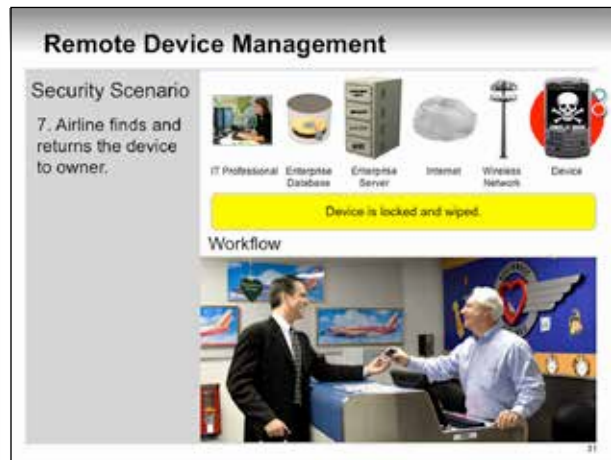 Remote Device Management
Security Scenario
7. Airline finds and
returns the device
to owner.
IT Professional
Enterprise
Database
Enterprise
Server
Internet
Wireless
Network
Device
Device is locked and wiped.
Workflow
31